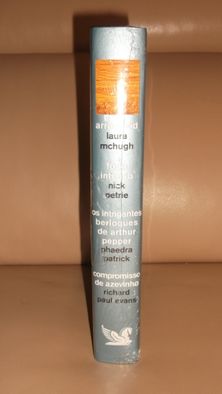 laura
mchugh
nick
petrie
os intrigantes
berloques
de arthur
pepper
phaedra
patrick
compromisso
de azevinho
richard
paul evans